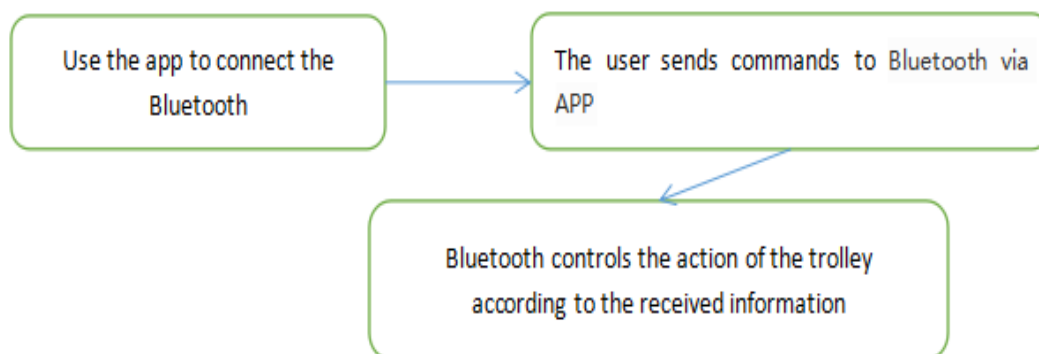 Use the app to connect the
Bluetooth
The user sends commands to Bluetooth via
APP
Bluetooth controls the action of the trolley
according to the received information